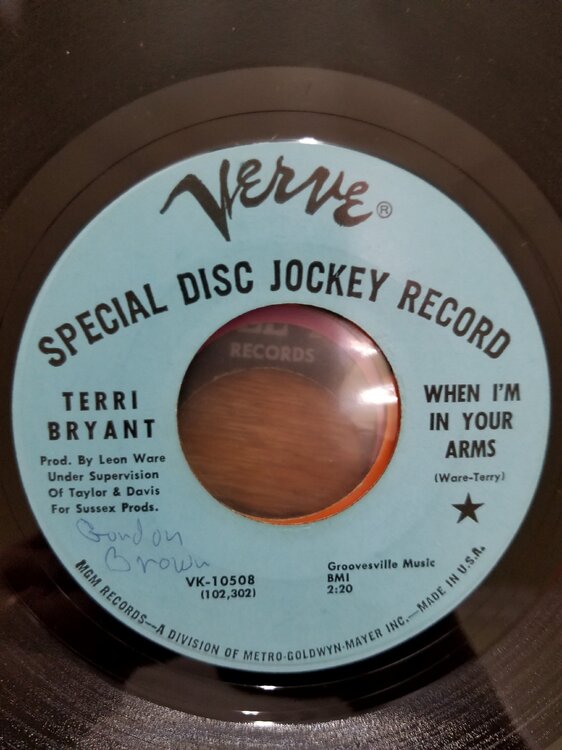 VERVE®
SPECIAL DISC JOCKEY RECORD
RECORDS
TERRI
BRYANT
Prod. By Leon Ware
Under Supervision
Of Taylor & Davis
For Sussex Prods.
Gordon
Brown
WHEN I'M
IN YOUR
ARMS
(Ware-Terry)
★
VK-10508
(102,302)
Groovesville Music
BMI
2:20
MGM RECORDS—A DIVISION OF METRO-GOLDWYN-MAYER INC.—MADE IN U.S.A.